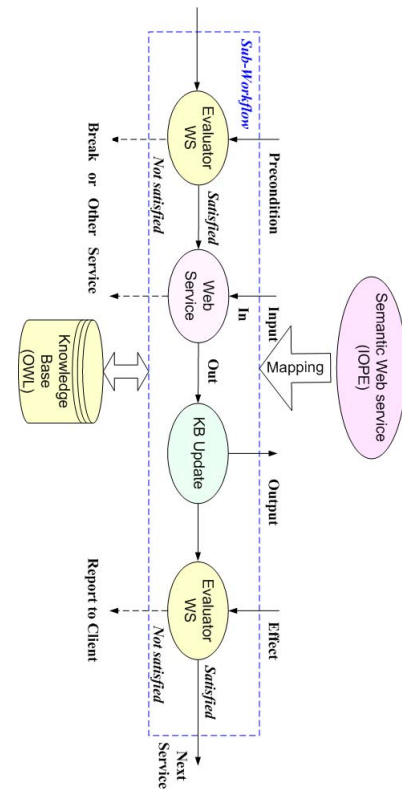 Semantic Web service
(IOPE)
Mapping
Precondition
Input
Output
Effect
Sub-Workflow
In
Evaluator
WS
Satisfied
Web
Service
Out
KB Update
Evaluator
WS
Satisfied
Next
Service
Not satisfied
Not satisfied
Break or Other Service
Report to Client
Knowledge
Base
(OWL)